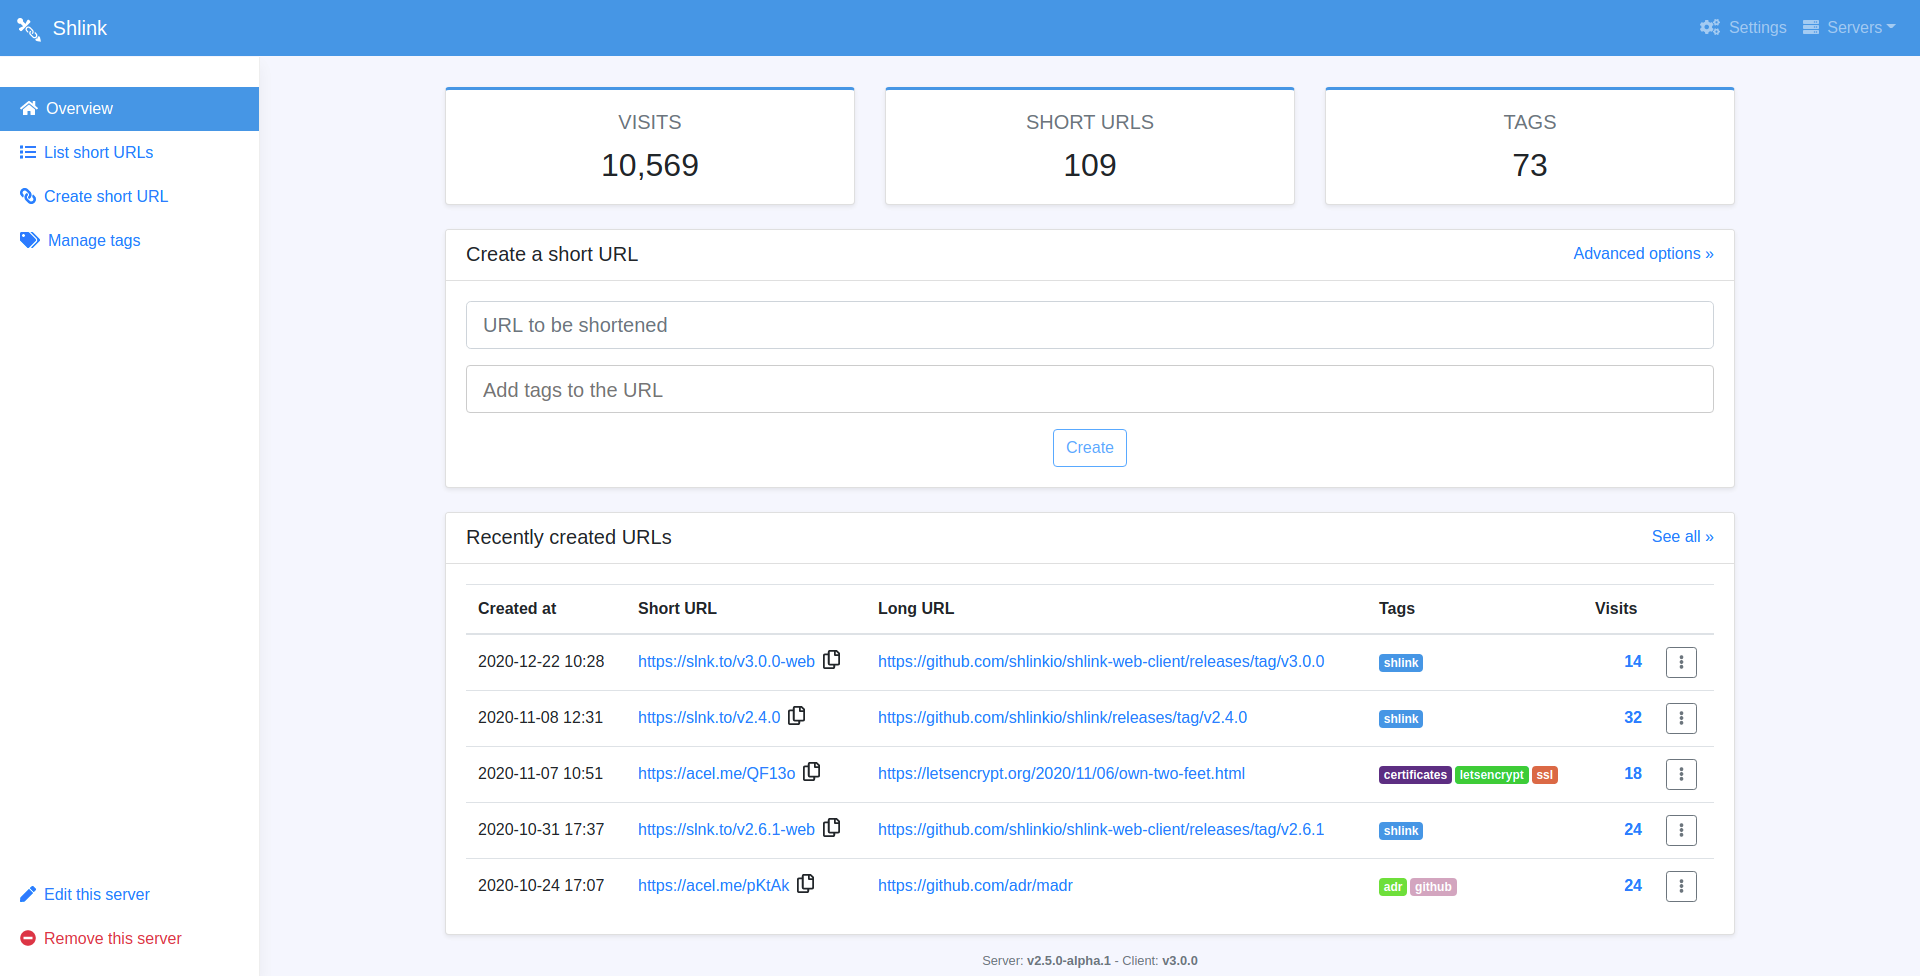 Shlink
Settings
Servers
Overview
List short URLs
Create short URL
Manage tags
Edit this server
Remove this server
VISITS
10,569
SHORT URLS
109
TAGS
73
Create a short URL
Advanced options »
URL to be shortened
Add tags to the URL
Create
Recently created URLs
See all »
Created at Short URL Long URL Tags Visits
2020-12-22 10:28 https://slnk.to/v3.0.0-web https://github.com/shlinkio/shlink-web-client/releases/tag/v3.0.0 shlink 14
2020-11-08 12:31 https://slnk.to/v2.4.0 https://github.com/shlinkio/shlink/releases/tag/v2.4.0 shlink 32
2020-11-07 10:51 https://acel.me/QF13o https://letsencrypt.org/2020/11/06/own-two-feet.html certificates letsencrypt ssl 18
2020-10-31 17:37 https://slnk.to/v2.6.1-web https://github.com/shlinkio/shlink-web-client/releases/tag/v2.6.1 shlink 24
2020-10-24 17:07 https://acel.me/pKtAk https://github.com/adr/madr adr github 24
Server: v2.5.0-alpha.1 - Client: v3.0.0